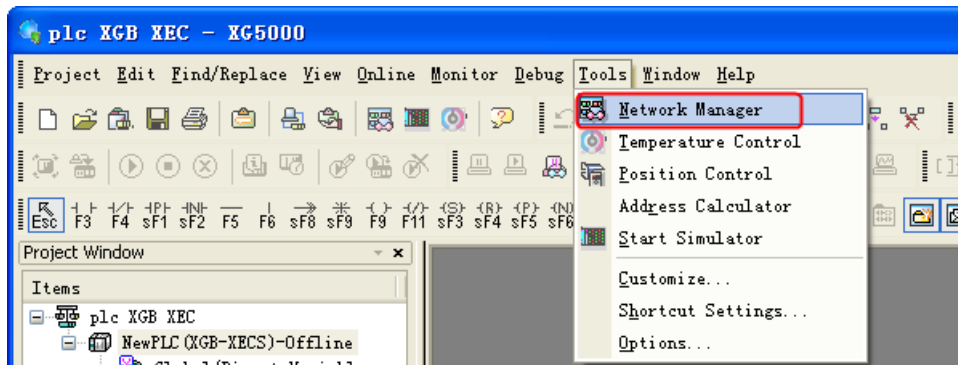 plc XGB XEC - XG5000
Project Edit Find/Replace View Online Monitor Debug Tools Window Help
Network Manager
Temperature Control
Position Control
Address Calculator
Start Simulator
Customize...
Shortcut Settings...
Options...
Esc F3 F4 sF1 sF2 F5 F6 sF8 sF9 F9 F11 sF3 sF4 sF5 sF6
Project Window
Items
plc XGB XEC
NewPLC(XGB-XECS)-Offline